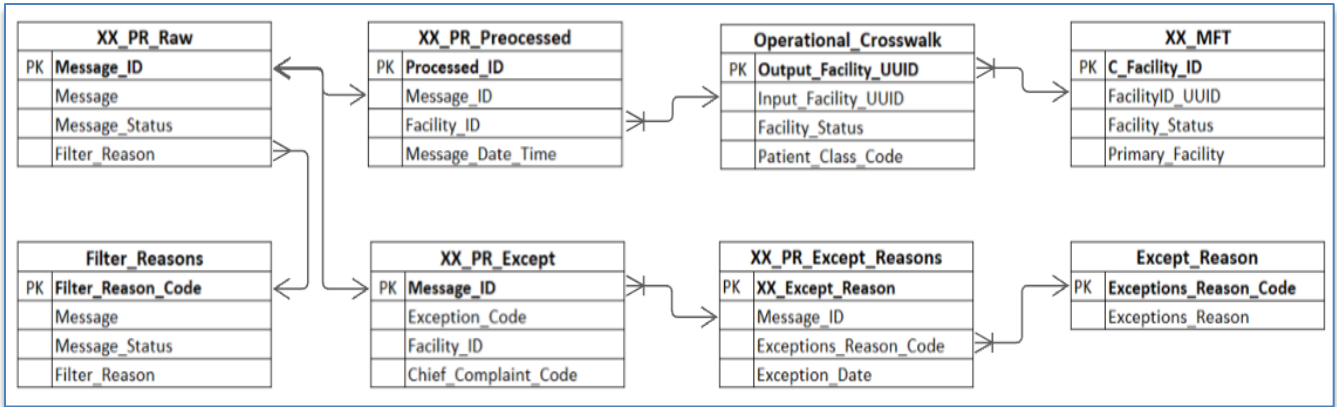 XX_PR_Raw
PK Message_ID
Message
Message_Status
Filter_Reason
XX_PR_Preocessed
PK Processed_ID
Message_ID
Facility_ID
Message_Date_Time
Operational_Crosswalk
PK Output_Facility_UUID
Input_Facility_UUID
Facility_Status
Patient_Class_Code
XX_MFT
PK C_Facility_ID
FacilityID_UUID
Facility_Status
Primary_Facility
Filter_Reasons
PK Filter_Reason_Code
Message
Message_Status
Filter_Reason
XX_PR_Except
PK Message_ID
Exception_Code
Facility_ID
Chief_Complaint_Code
XX_PR_Except_Reasons
PK XX_Except_Reason
Message_ID
Exceptions_Reason_Code
Exception_Date
Except_Reason
PK Exceptions_Reason_Code
Exceptions_Reason